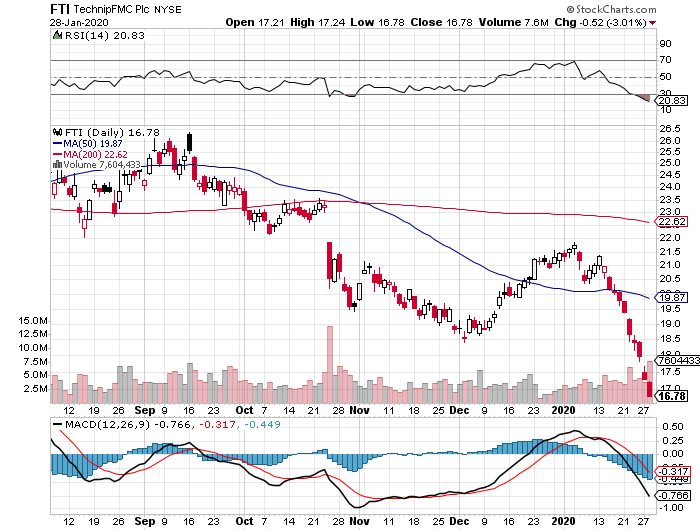 FTI TechnipFMC Plc NYSE © StockCharts.com
28-Jan-2020 Open 17.21 High 17.24 Low 16.78 Close 16.78 Volume 7.6M Chg -0.52 (-3.01%)
RSI(14) 20.83
90
70
50
30
20.83
FTI (Daily) 16.78
MA(50) 19.87
MA(200) 22.62
Volume 7,604,433
26.5
26.0
25.5
25.0
24.5
24.0
23.5
23.0
22.62
22.0
21.5
21.0
20.5
19.87
19.5
19.0
18.5
18.0
7604433
17.5
17.0
16.78
15.0M
12.5M
10.0M
7.5M
5.0M
2.5M
12 19 26 Sep 9 16 23 Oct 7 14 21 28 Nov 11 18 25 Dec 9 16 23 2020 13 21 27
MACD(12,26,9) -0.766, -0.317, -0.449
0.50
0.25
0.00
-0.317
-0.449
-0.766
-1.00
12 19 26 Sep 9 16 23 Oct 7 14 21 28 Nov 11 18 25 Dec 9 16 23 2020 13 21 27